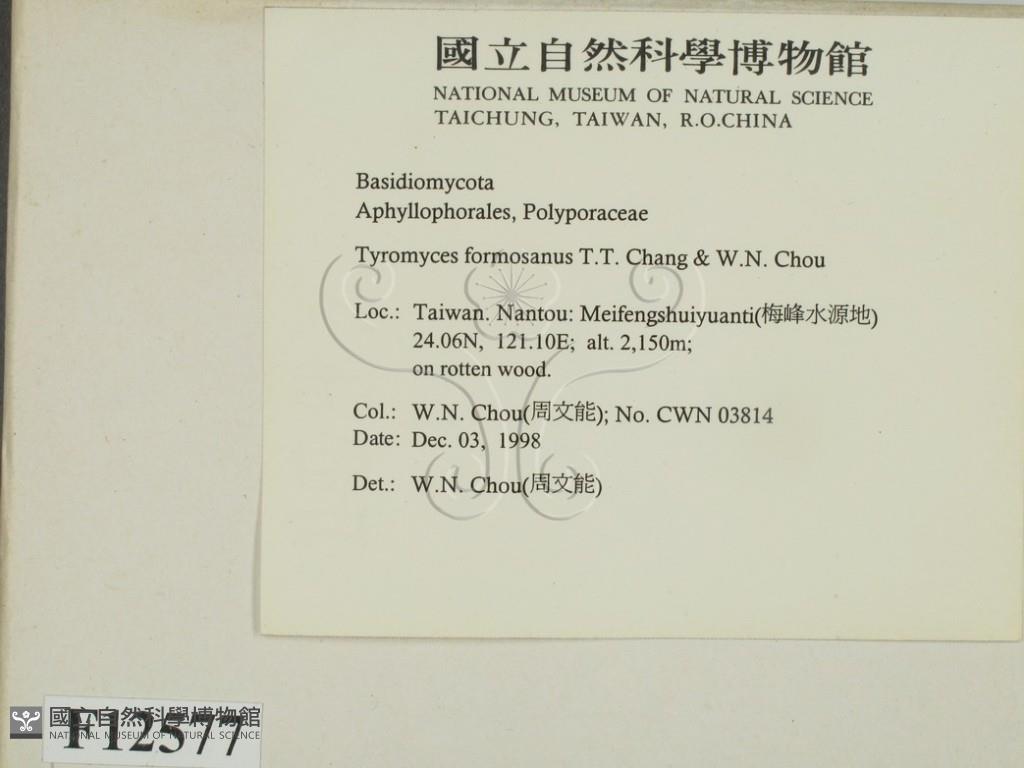 國立自然科學博物館
NATIONAL MUSEUM OF NATURAL SCIENCE
TAICHUNG, TAIWAN, R.O.CHINA
Basidiomycota
Aphyllophorales, Polyporaceae
Tyromyces formosanus T.T. Chang & W.N. Chou
Loc.: Taiwan. Nantou: Meifengshuiyuanti(梅峰水源地)
24.06N, 121.10E; alt. 2,150m;
on rotten wood.
Col.: W.N. Chou(周文能); No. CWN 03814
Date: Dec. 03, 1998
Det.: W.N. Chou(周文能)
國立自然科學博物館
NATIONAL MUSEUM OF NATURAL SCIENCE
F12577